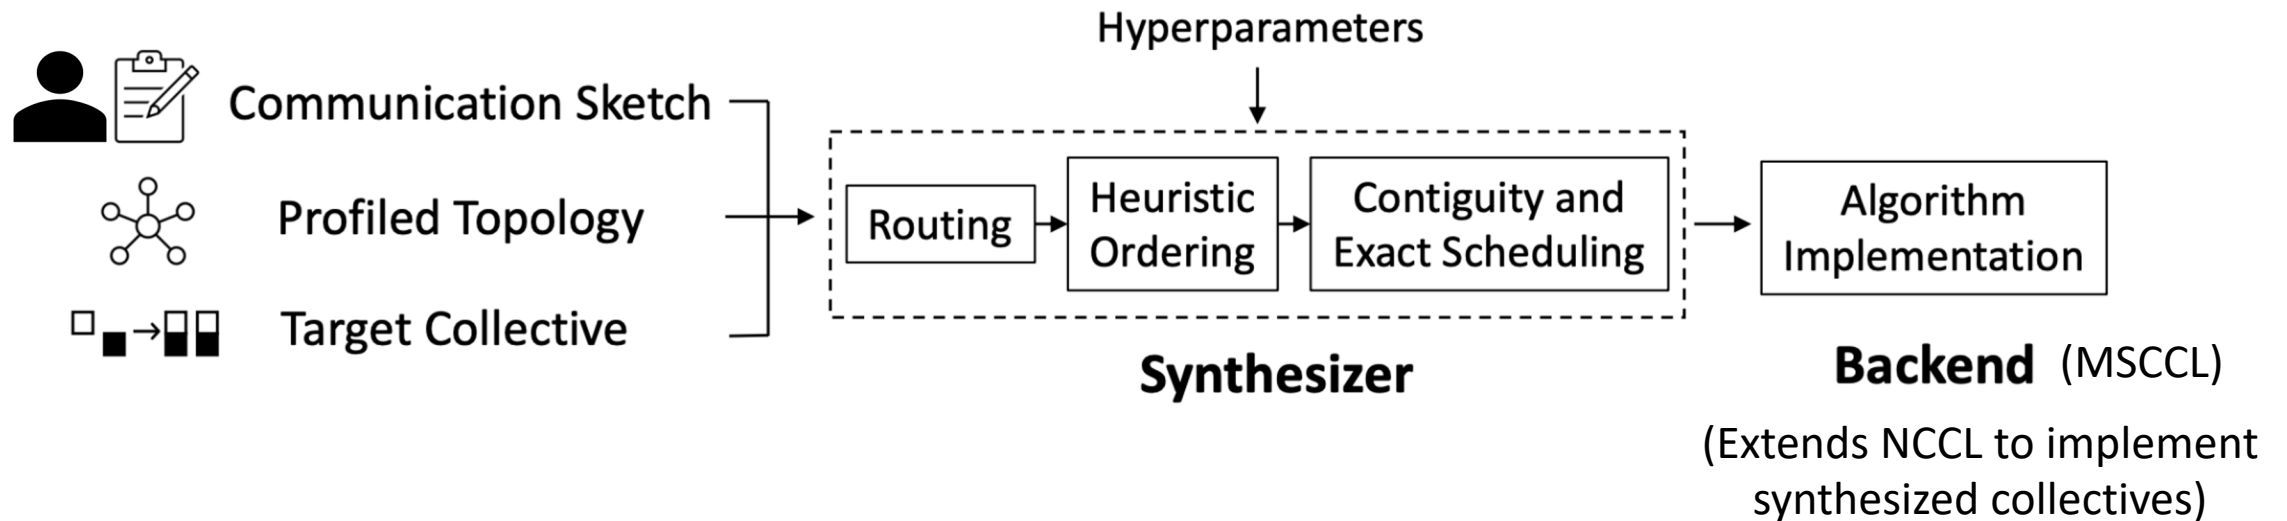 Hyperparameters
Communication Sketch
Profiled Topology
Target Collective
Routing
Heuristic
Ordering
Contiguity and
Exact Scheduling
Algorithm
Implementation
Synthesizer
Backend (MSCCL)
(Extends NCCL to implement
synthesized collectives)